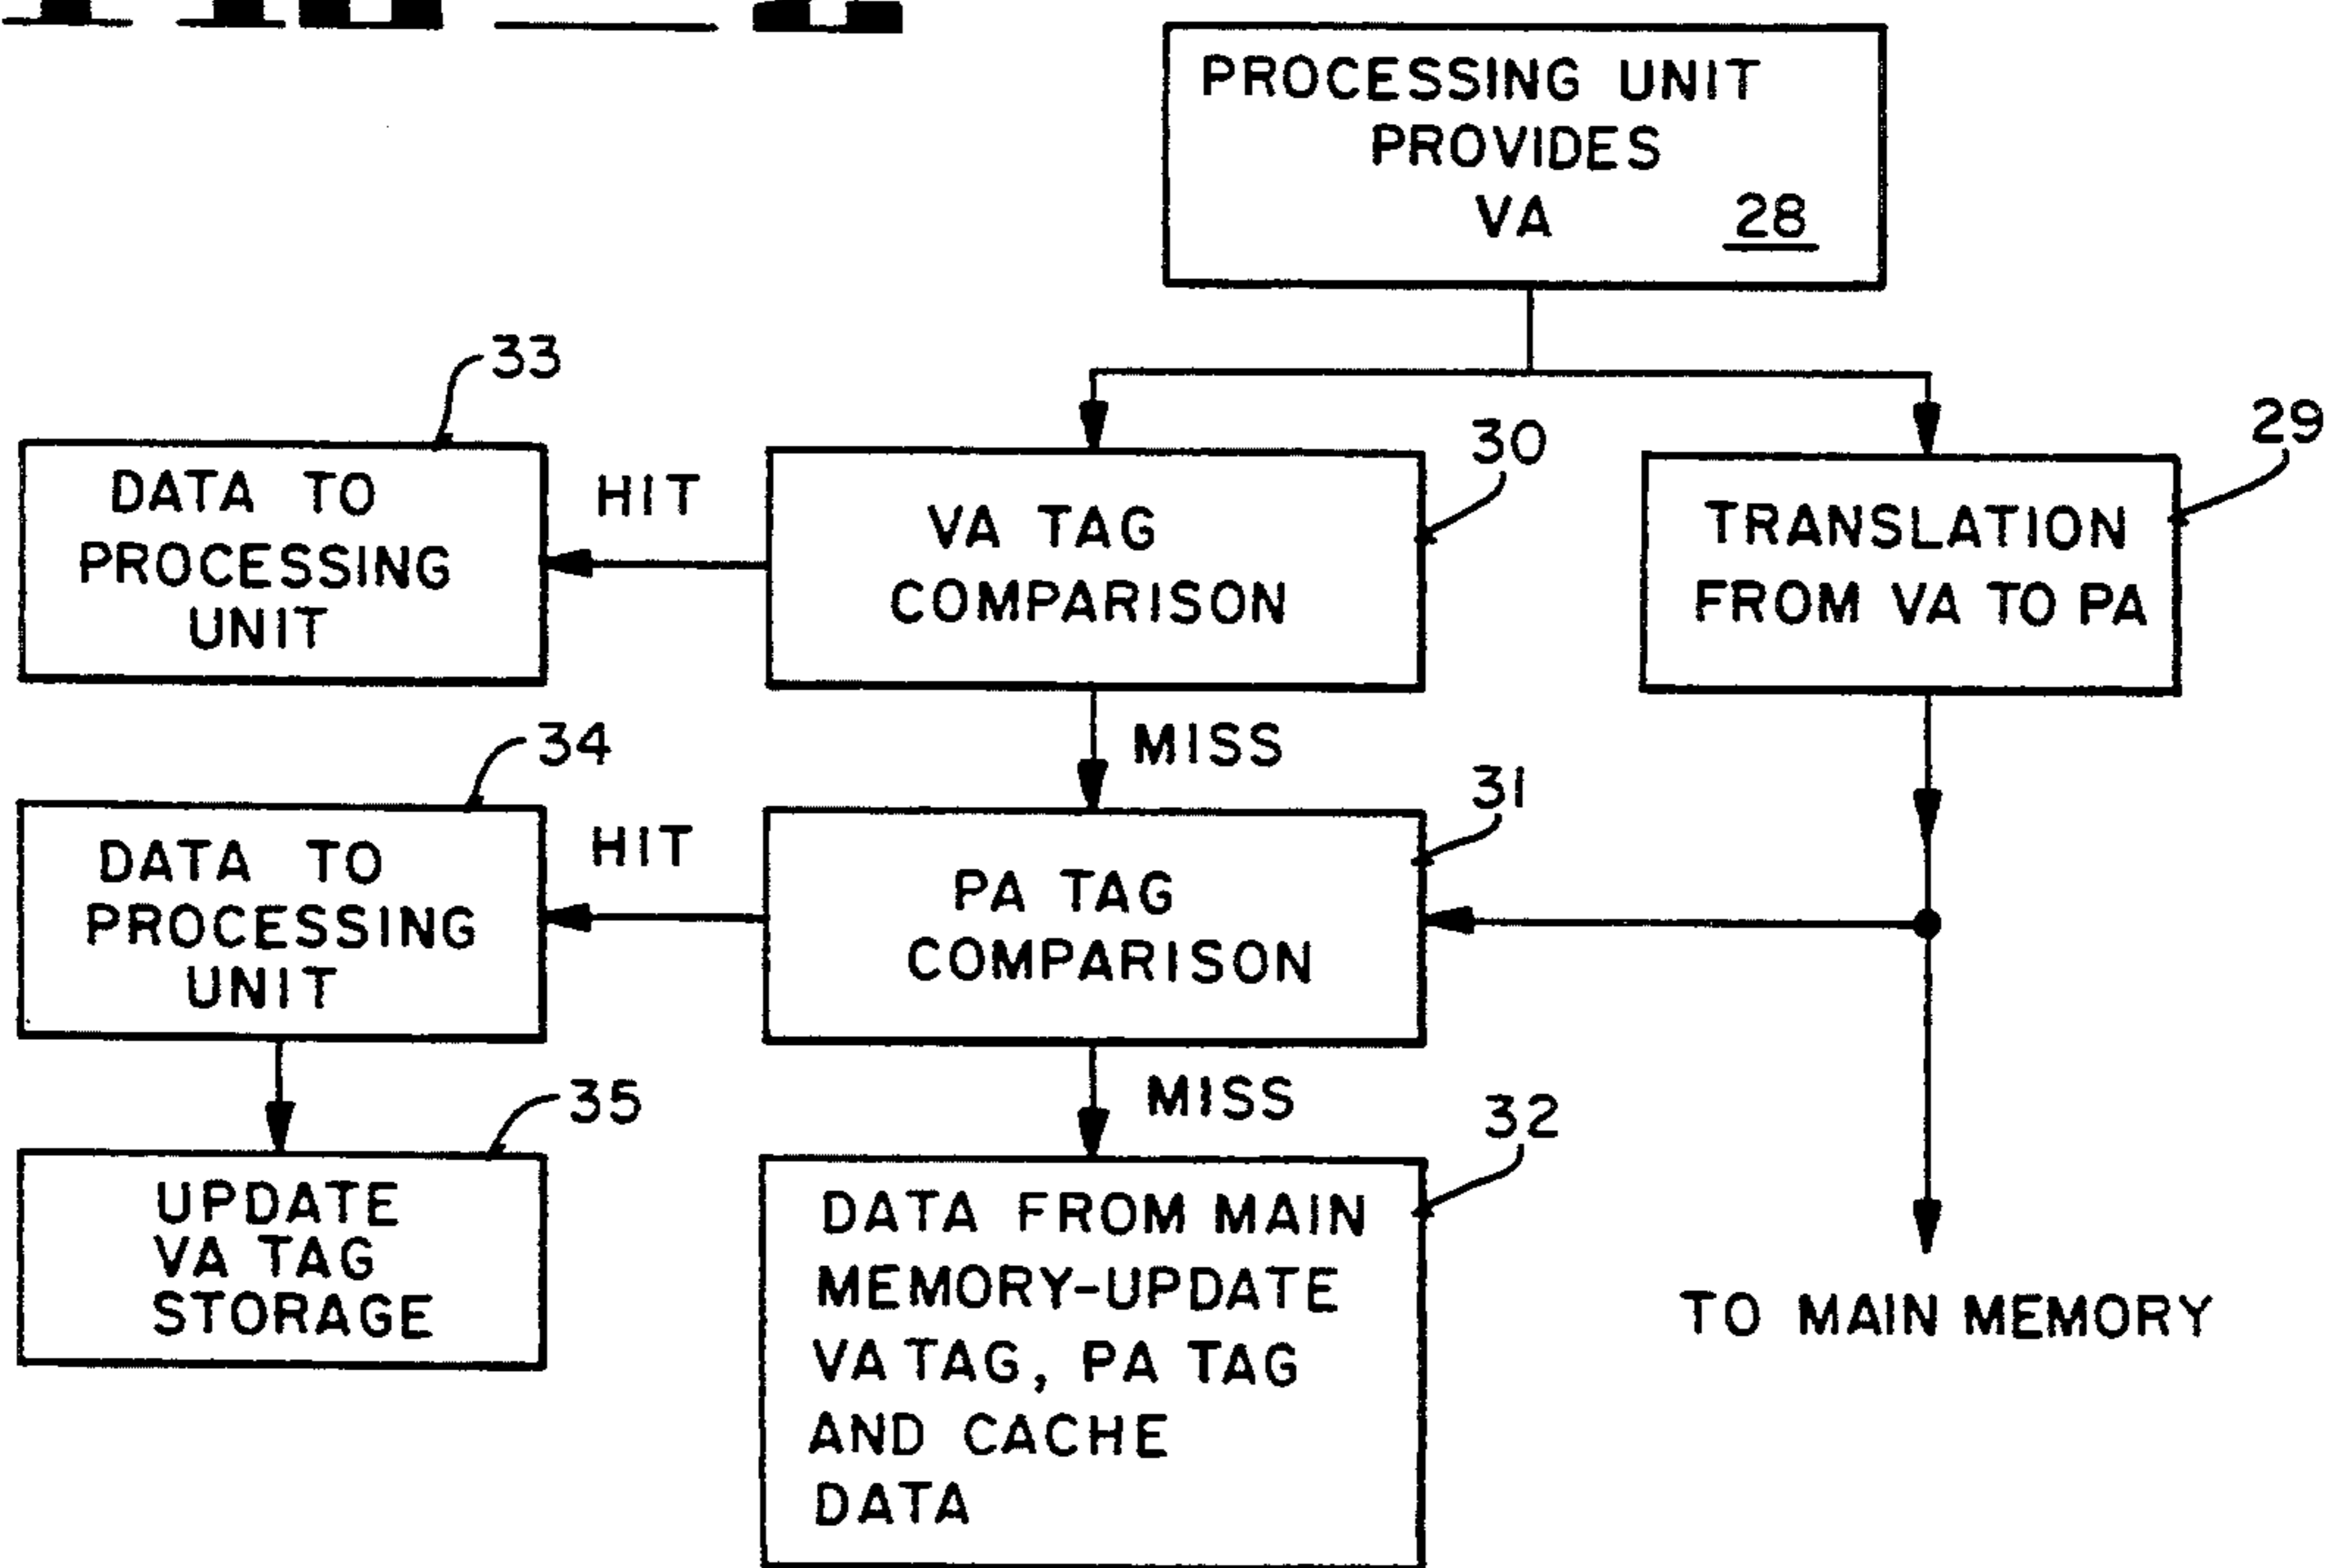 PROCESSING UNIT
PROVIDES
VA 28
33
30
29
DATA TO
PROCESSING
UNIT
HIT
VA TAG
COMPARISON
TRANSLATION
FROM VA TO PA
MISS
34
31
DATA TO
PROCESSING
UNIT
HIT
PA TAG
COMPARISON
MISS
35
32
UPDATE
VA TAG
STORAGE
DATA FROM MAIN
MEMORY-UPDATE
VA TAG, PA TAG
AND CACHE
DATA
TO MAIN MEMORY